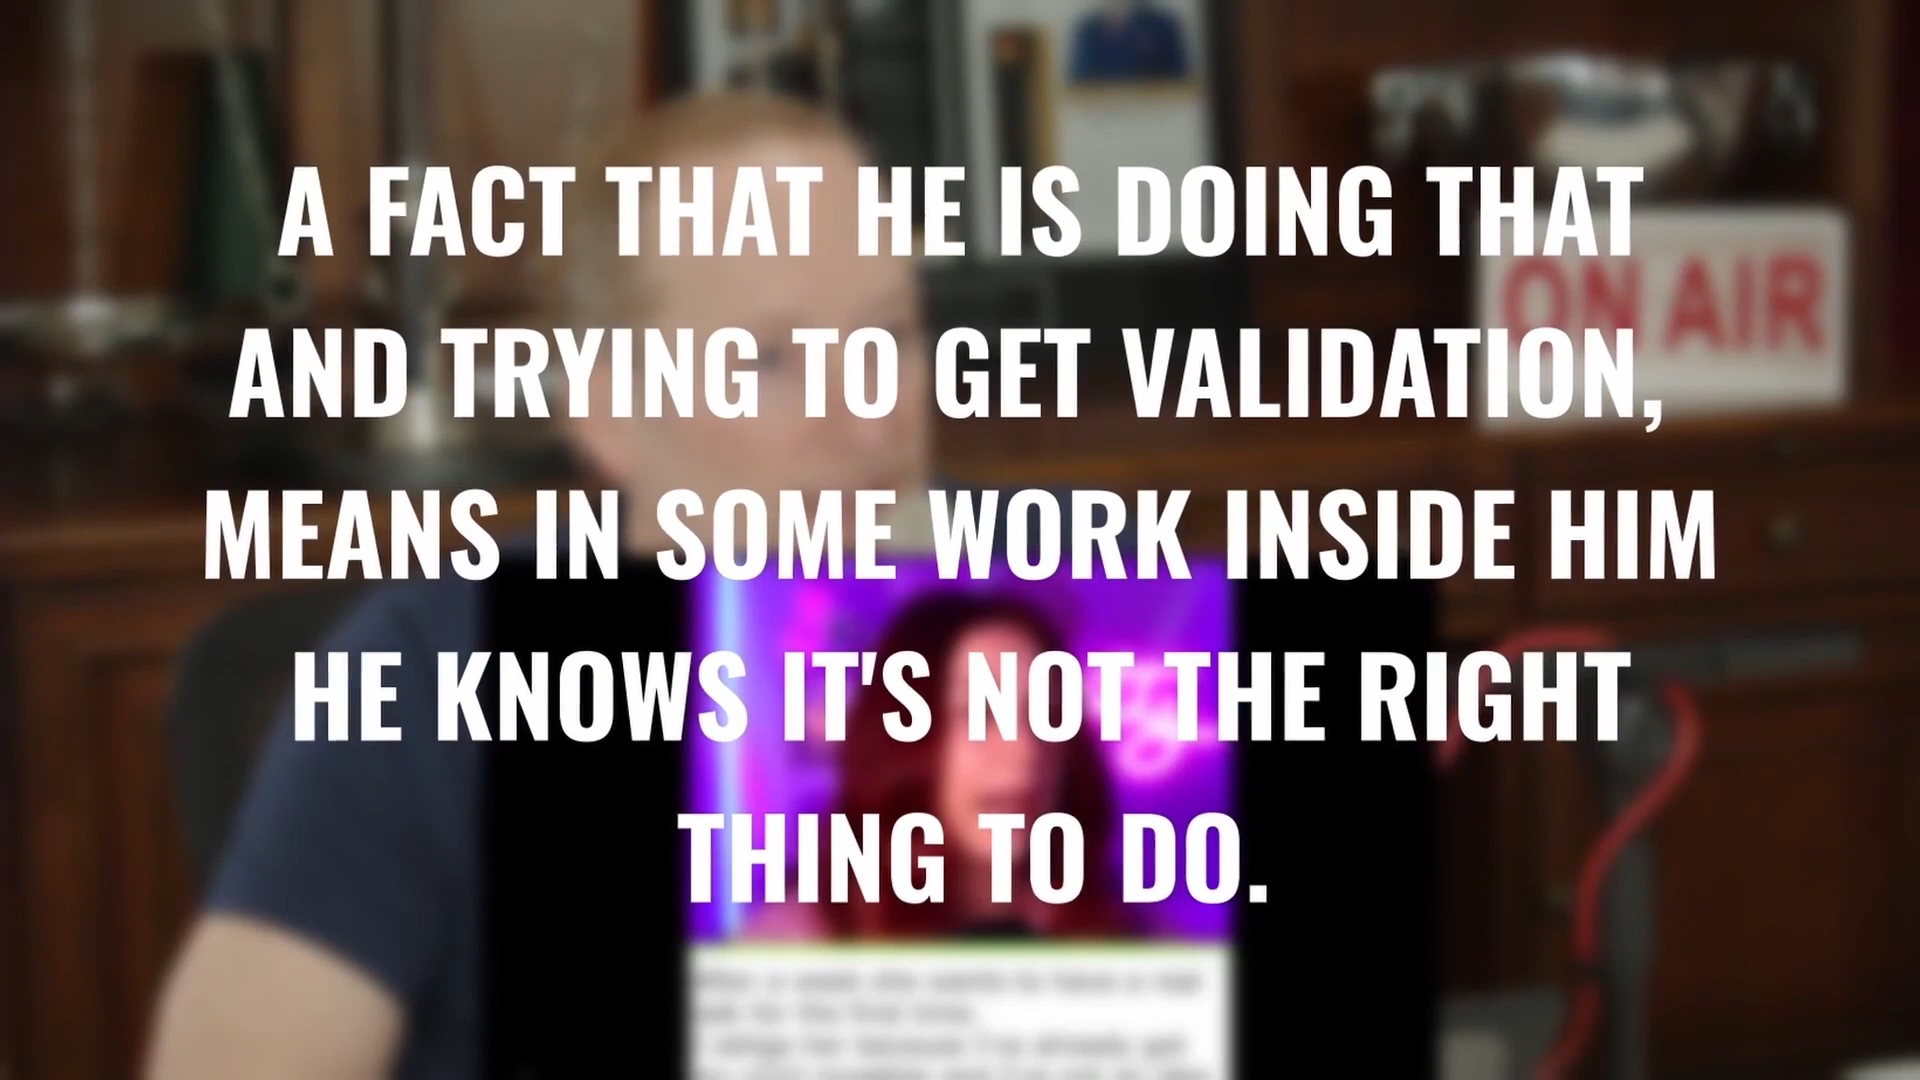 A FACT THAT HE IS DOING THAT
ON AIR
AND TRYING TO GET VALIDATION,
MEANS IN SOME WORK INSIDE HIM
HE KNOWS IT'S NOT THE RIGHT
THING TO DO.